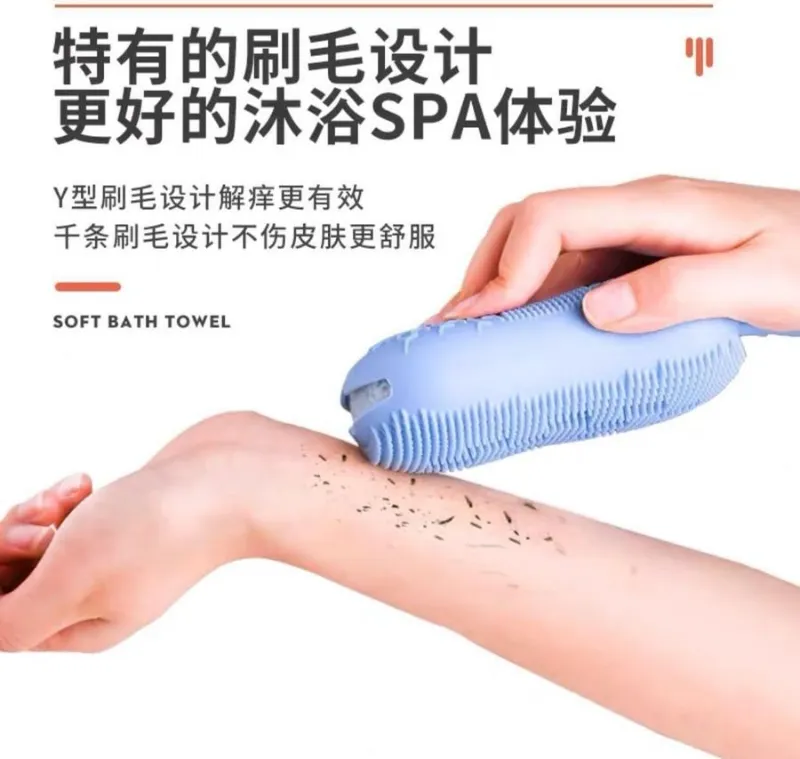 特有的刷毛设计
更好的沐浴SPA体验
Y型刷毛设计解痒更有效
千条刷毛设计不伤皮肤更舒服
SOFT BATH TOWEL